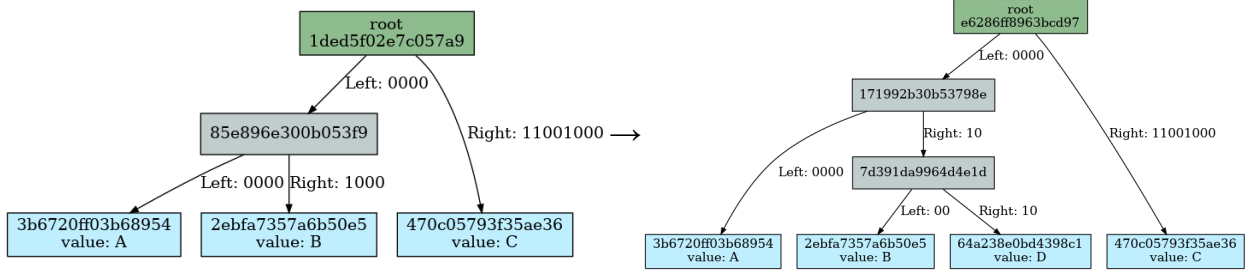 root
1ded5f02e7c057a9
Left: 0000
85e896e300b053f9
Right: 11001000
Left: 0000
Right: 1000
3b6720ff03b68954
value: A
2ebfa7357a6b50e5
value: B
470c05793f35ae36
value: C
→
root
e6286ff8963bcd97
Left: 0000
171992b30b53798e
Right: 10
Right: 11001000
Left: 0000
7d391da9964d4e1d
Left: 00
Right: 10
3b6720ff03b68954
value: A
2ebfa7357a6b50e5
value: B
64a238e0bd4398c1
value: D
470c05793f35ae36
value: C